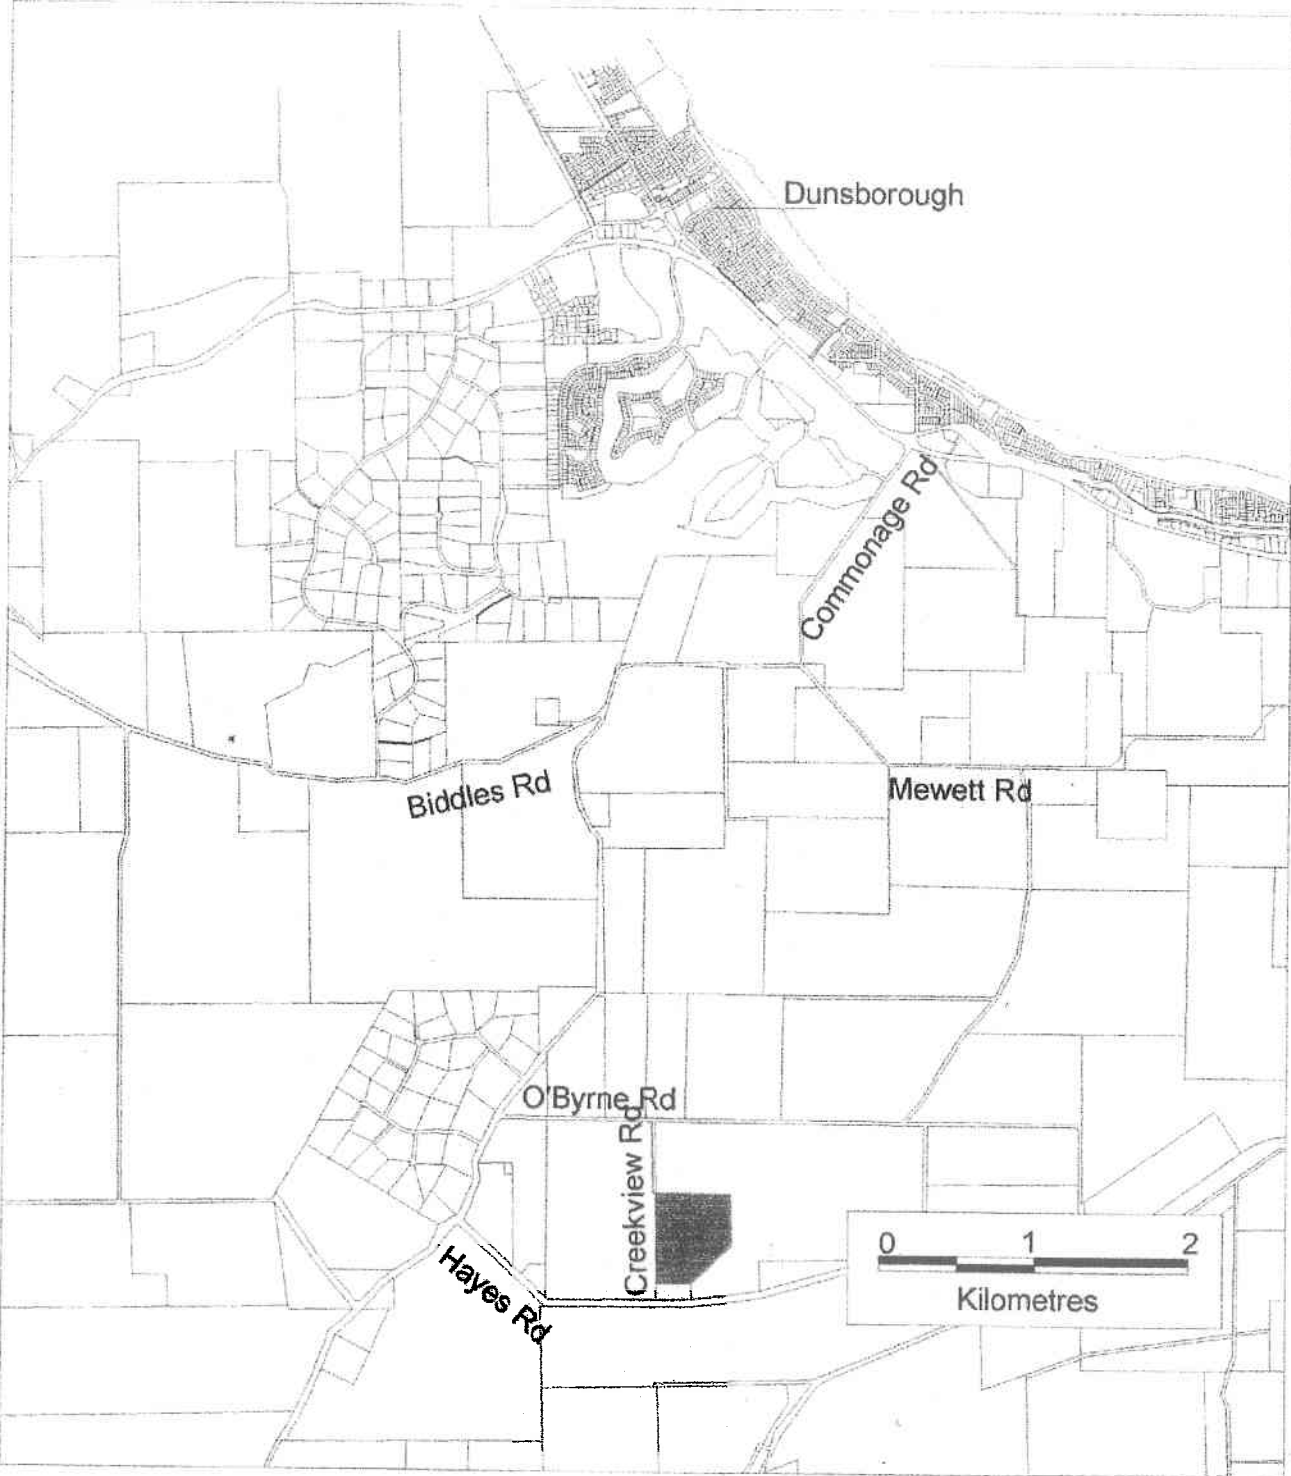 Dunsborough
Commonage Rd
Biddles Rd
Mewett Rd
O'Byrne Rd
Creekview Rd
Hayes Rd
0 1 2
Kilometres